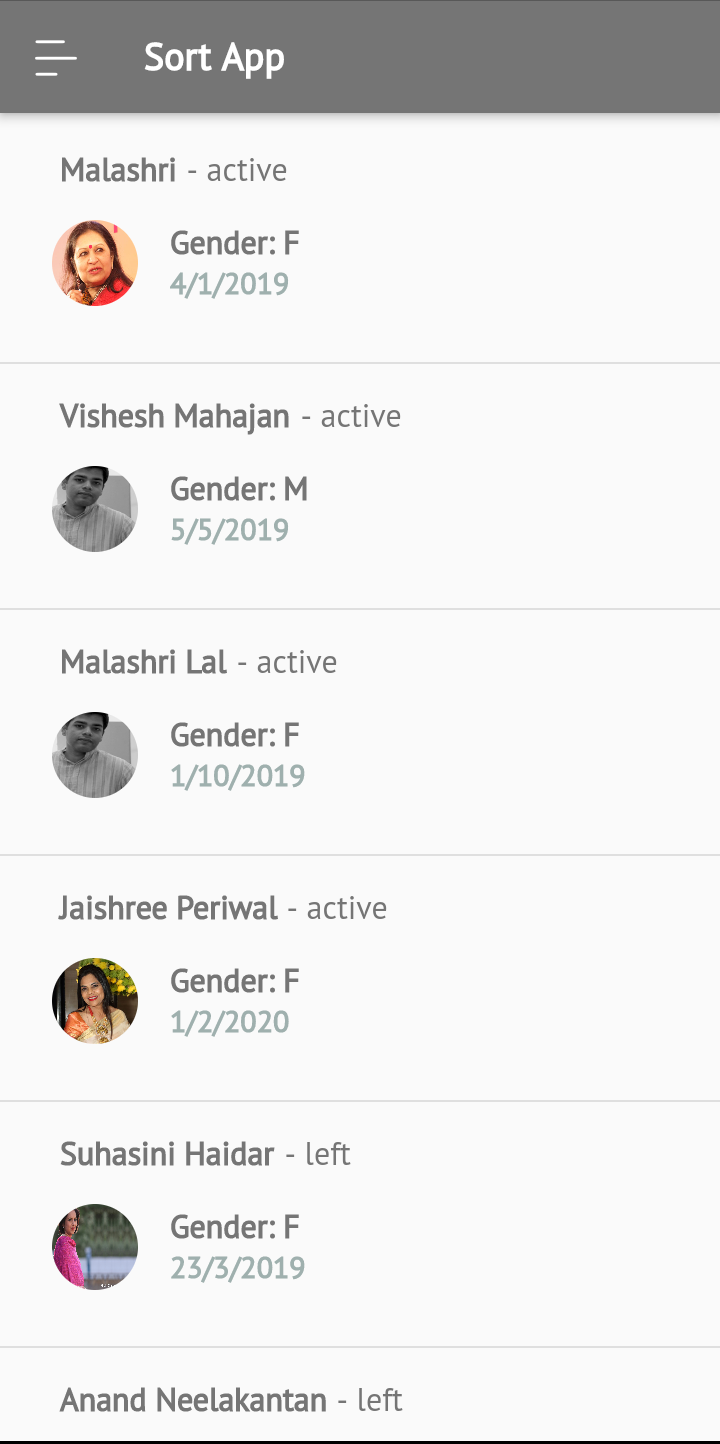 Sort App
Malashri - active
Gender: F
4/1/2019
Vishesh Mahajan - active
Gender: M
5/5/2019
Malashri Lal - active
Gender: F
1/10/2019
Jaishree Periwal - active
Gender: F
1/2/2020
Suhasini Haidar - left
Gender: F
23/3/2019
Anand Neelakantan - left